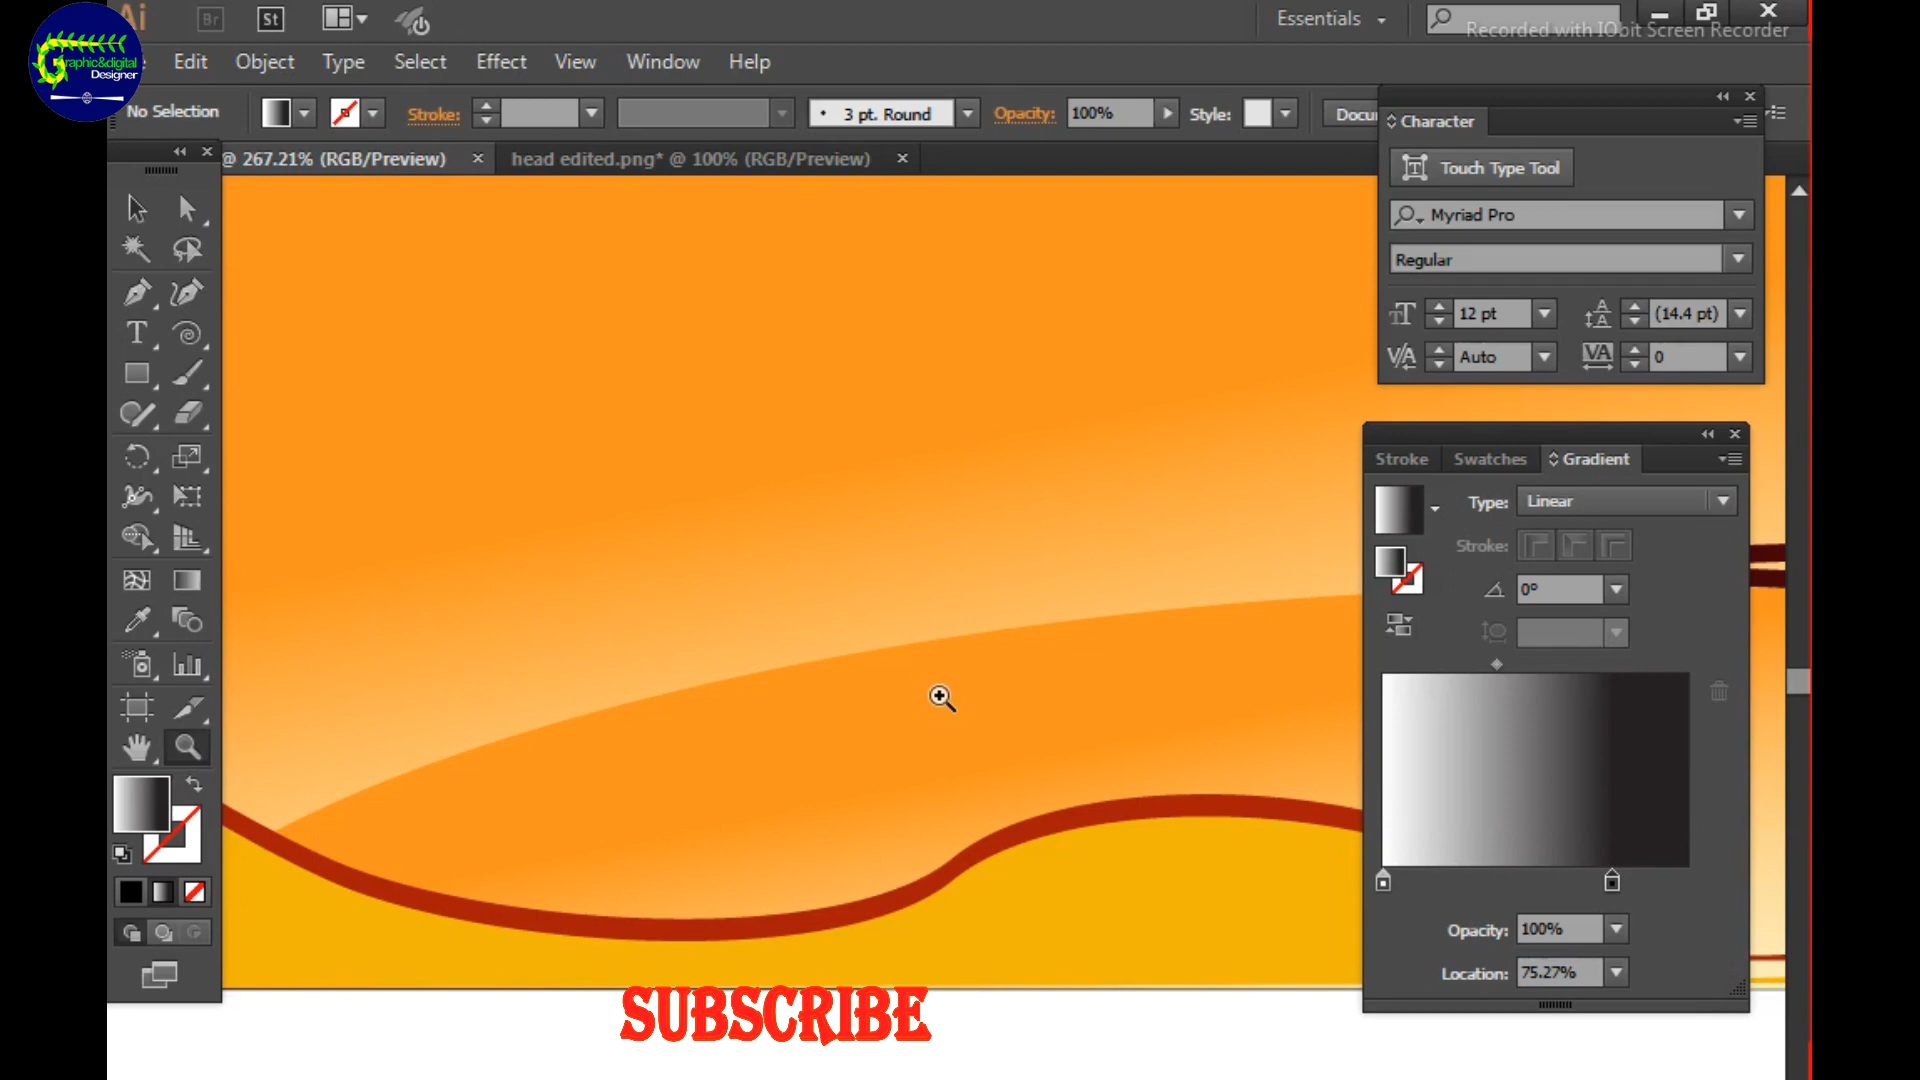 Ai
Br
St
Essentials
Recorded with IObit Screen Recorder
Graphic&digital
Designer
Edit Object Type Select Effect View Window Help
No Selection
Stroke:
3 pt. Round
Opacity: 100%
Style:
Docu
@ 267.21% (RGB/Preview)
head edited.png* @ 100% (RGB/Preview)
Character
Touch Type Tool
Myriad Pro
Regular
12 pt
(14.4 pt)
Auto
0
Stroke Swatches Gradient
Type: Linear
Stroke:
0°
Opacity: 100%
Location: 75.27%
SUBSCRIBE